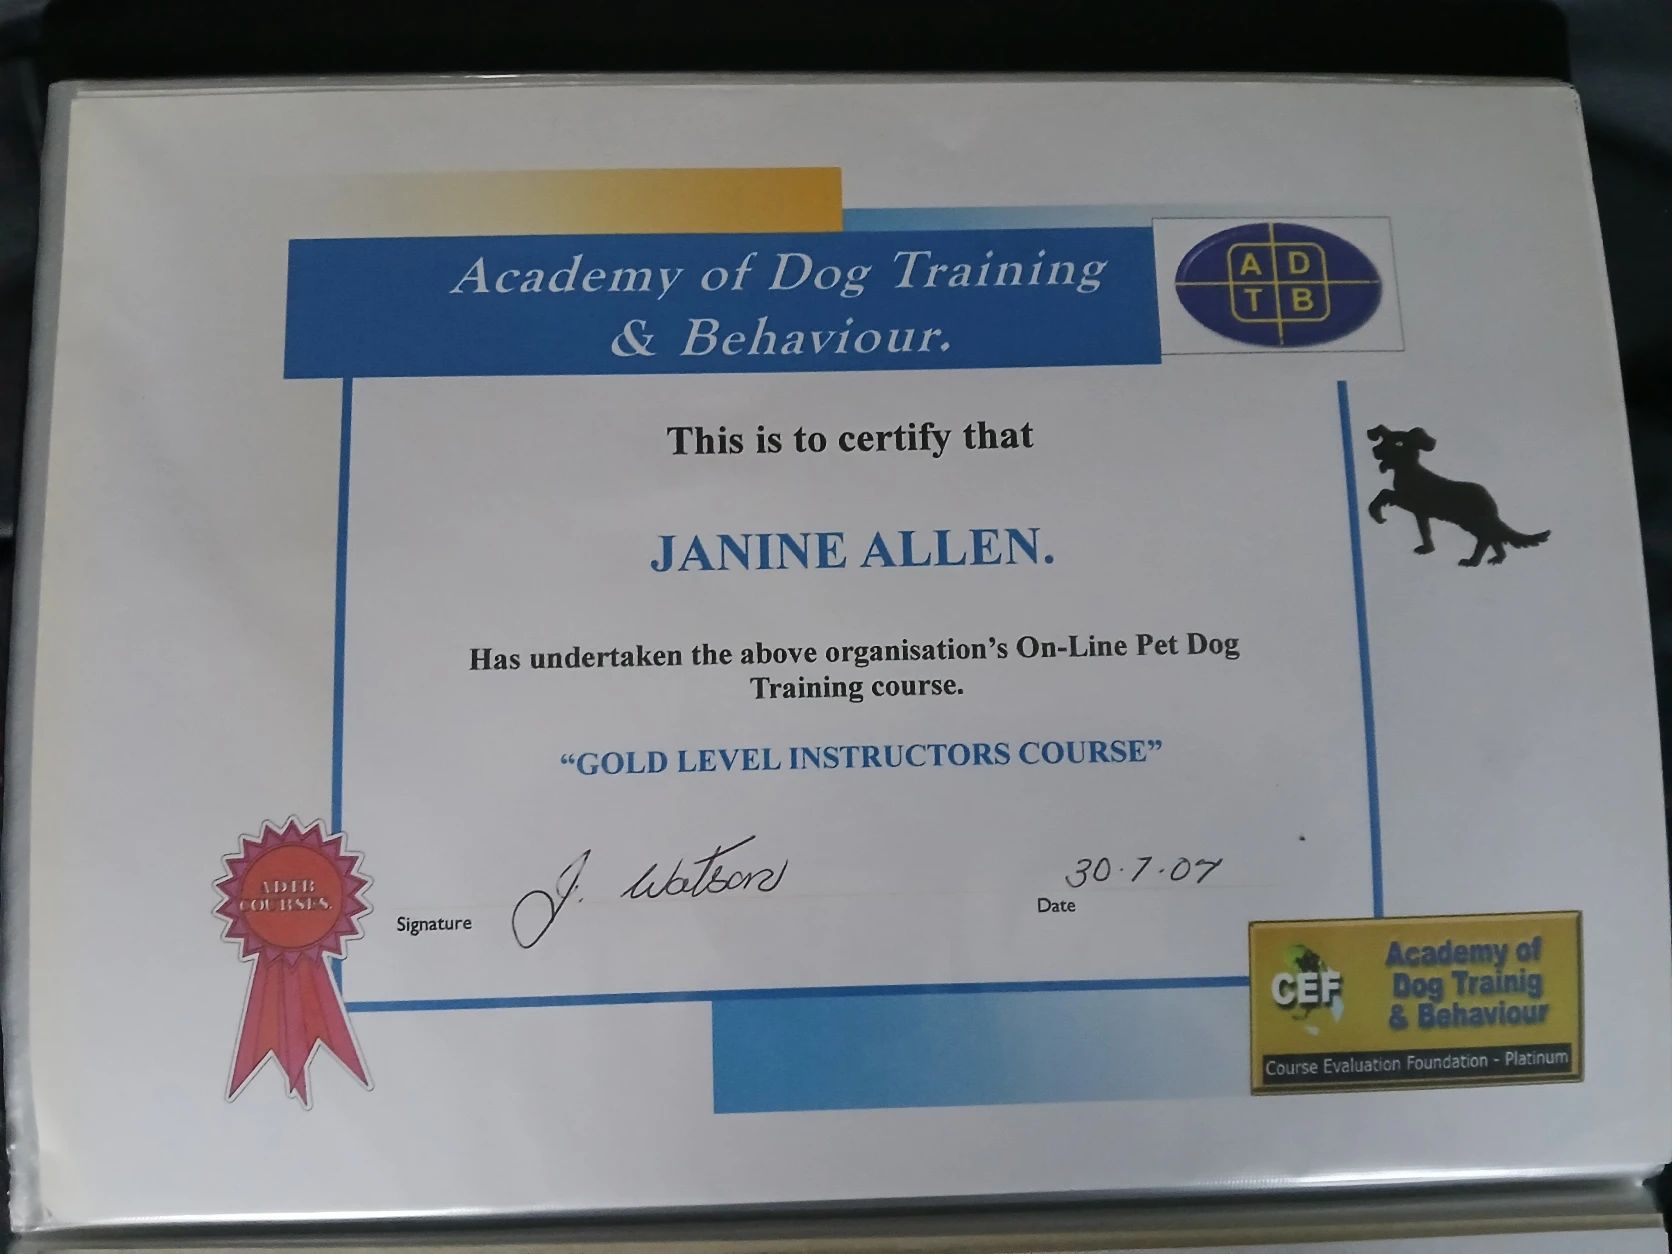 Academy of Dog Training
& Behaviour.
A D
T B
This is to certify that
JANINE ALLEN.
Has undertaken the above organisation's On-Line Pet Dog
Training course.
“GOLD LEVEL INSTRUCTORS COURSE”
ADTB
COURSES.
Signature
J. Watson
30.7.07
Date
CEF
Academy of
Dog Trainig
& Behaviour
Course Evaluation Foundation - Platinum